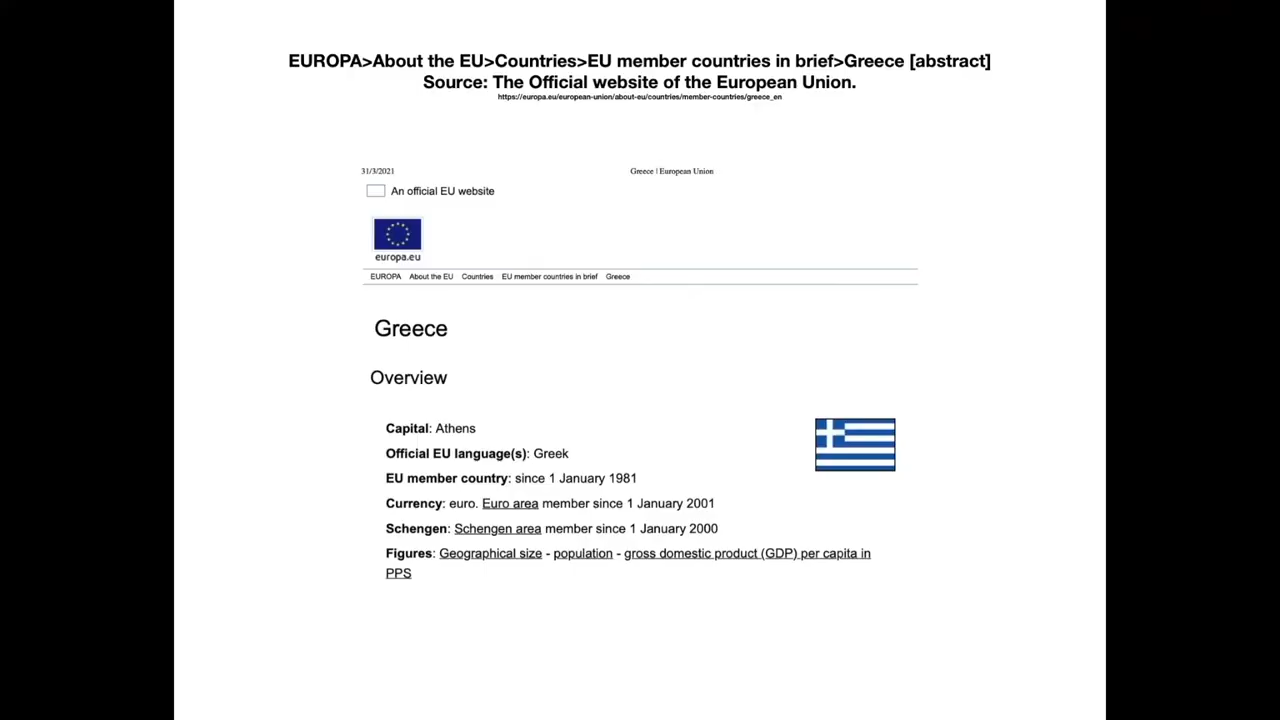 EUROPA>About the EU>Countries>EU member countries in brief>Greece [abstract]
Source: The Official website of the European Union.
https://europa.eu/european-union/about-eu/countries/member-countries/greece_en
31/3/2021 Greece | European Union
An official EU website
europa.eu
EUROPA About the EU Countries EU member countries in brief Greece
Greece
Overview
Capital: Athens
Official EU language(s): Greek
EU member country: since 1 January 1981
Currency: euro. Euro area member since 1 January 2001
Schengen: Schengen area member since 1 January 2000
Figures: Geographical size - population - gross domestic product (GDP) per capita in
PPS